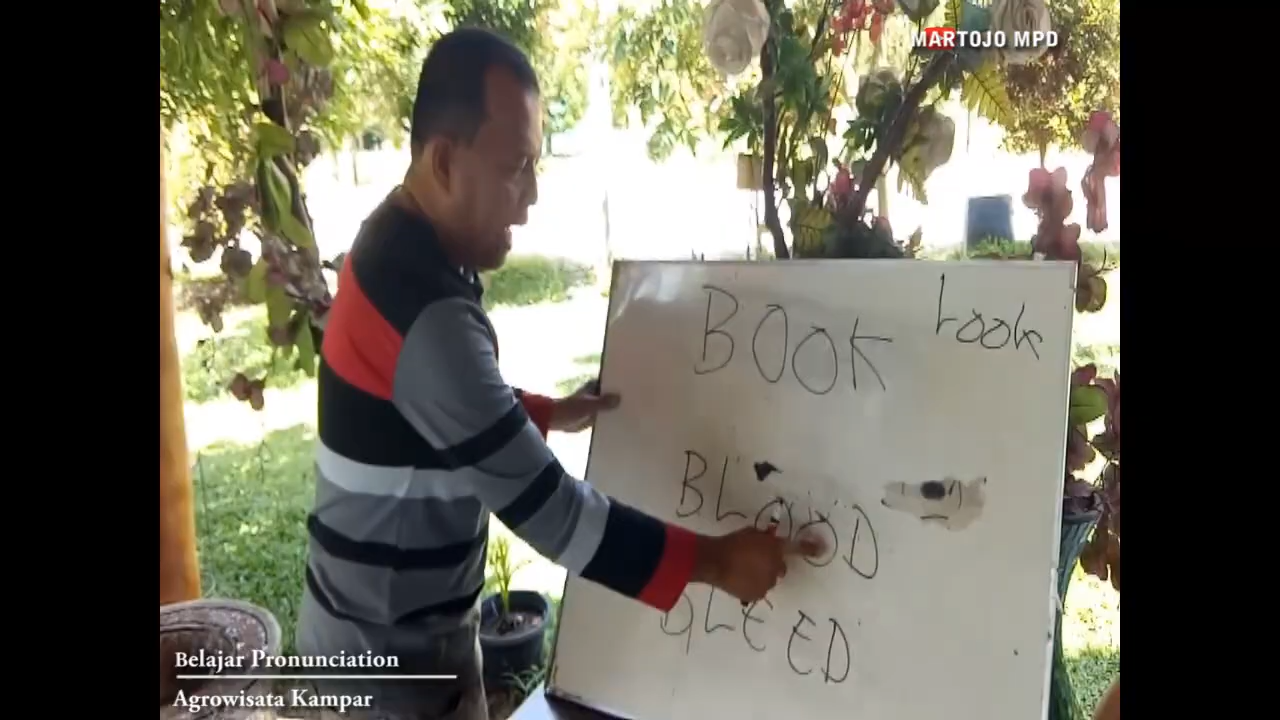 MARTOJO MPD
BOOK
Look
BLOOD
BLEED
Belajar Pronunciation
Agrowisata Kampar